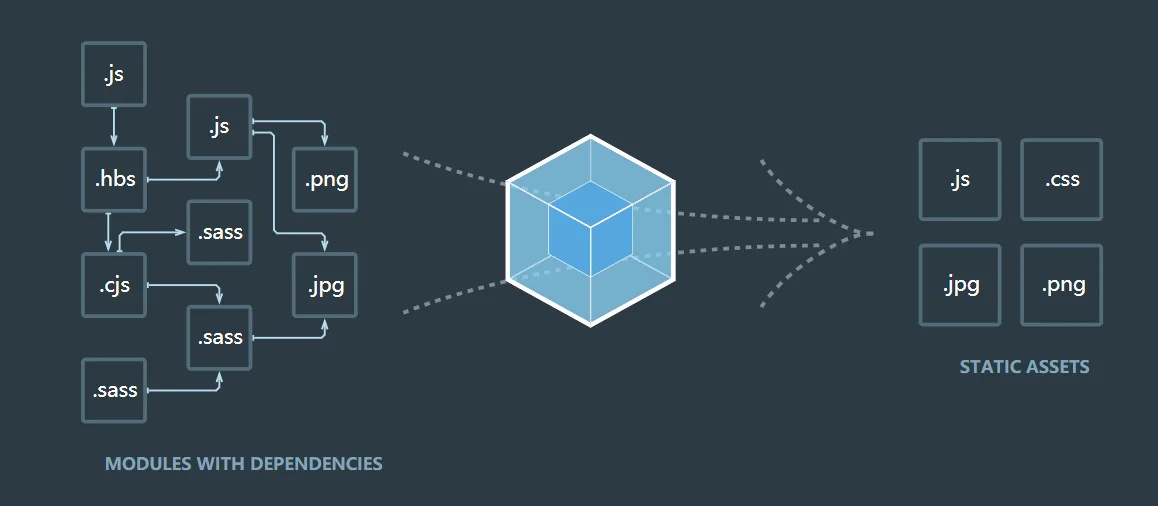 .js
.js
.hbs
.png
.sass
.cjs
.jpg
.sass
.sass
MODULES WITH DEPENDENCIES
.js
.css
.jpg
.png
STATIC ASSETS